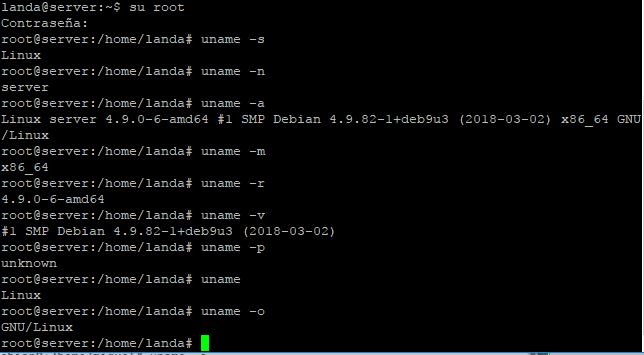 landa@server:~$ su root
Contraseña:
root@server:/home/landa# uname -s
Linux
root@server:/home/landa# uname -n
server
root@server:/home/landa# uname -a
Linux server 4.9.0-6-amd64 #1 SMP Debian 4.9.82-1+deb9u3 (2018-03-02) x86_64 GNU
/Linux
root@server:/home/landa# uname -m
x86_64
root@server:/home/landa# uname -r
4.9.0-6-amd64
root@server:/home/landa# uname -v
#1 SMP Debian 4.9.82-1+deb9u3 (2018-03-02)
root@server:/home/landa# uname -p
unknown
root@server:/home/landa# uname
Linux
root@server:/home/landa# uname -o
GNU/Linux
root@server:/home/landa#